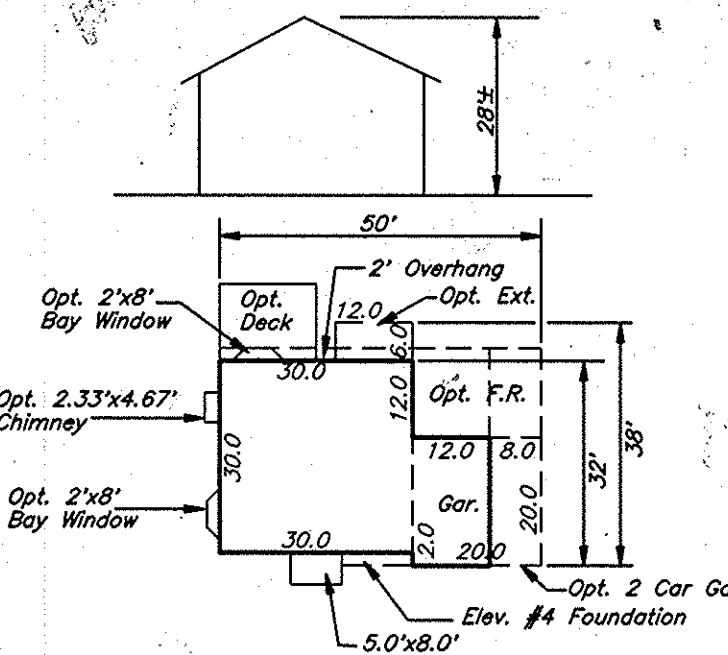 28'±
50'
2' Overhang
Opt. 2'x8'
Bay Window
Opt.
Deck
12.0
Opt. Ext.
6.0
30.0
Opt. 2.33'x4.67'
Chimney
12.0
Opt. F.R.
30.0
12.0
8.0
32'
38'
Opt. 2'x8'
Bay Window
Gar.
20.0
30.0
2.0
20.0
Opt. 2 Car Ga
Elev. #4 Foundation
5.0'x8.0'